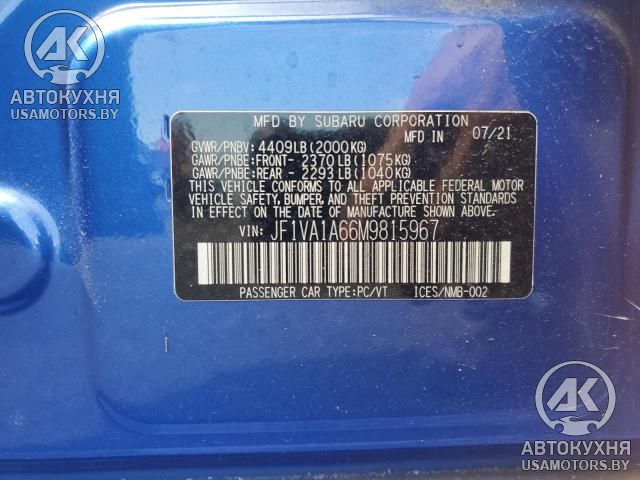 AK
АВТОКУХНЯ
USAMOTORS.BY
MFD BY SUBARU CORPORATION
MFD IN 07/21
GVWR/PNBV: 4409LB(2000KG)
GAWR/PNBE:FRONT- 2370LB(1075KG)
GAWR/PNBE:REAR - 2293LB(1040KG)
THIS VEHICLE CONFORMS TO ALL APPLICABLE FEDERAL MOTOR
VEHICLE SAFETY, BUMPER, AND THEFT PREVENTION STANDARDS
IN EFFECT ON THE DATE OF MANUFACTURE SHOWN ABOVE.
VIN: JF1VA1A66M9815967
PASSENGER CAR TYPE:PC/VT ICES/NMB-002
AK
АВТОКУХНЯ
USAMOTORS.BY